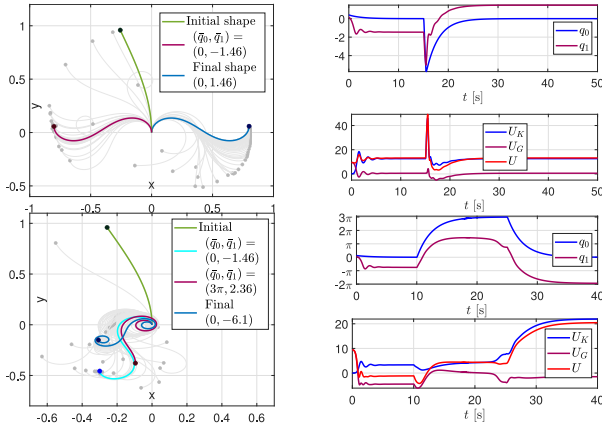 1
0.5
0
-0.5
y
-1
-0.5
0
0.5
1
x
Initial shape
(q̄0, q̄1) =
(0, −1.46)
Final shape
(0, 1.46)
0
-2
-4
0
10
20
30
40
50
t [s]
q0
q1
40
20
0
0
10
20
30
40
50
t [s]
UK
UG
U
1
0.5
0
-0.5
y
-0.6
-0.4
-0.2
0
0.2
0.4
0.6
x
Initial
(q̄0, q̄1) =
(0, −1.46)
(q̄0, q̄1) =
(3π, 2.36)
Final
(0, −6.1)
3π
2π
π
0
-π
-2π
0
10
20
30
40
t [s]
q0
q1
20
10
0
0
10
20
30
40
t [s]
UK
UG
U